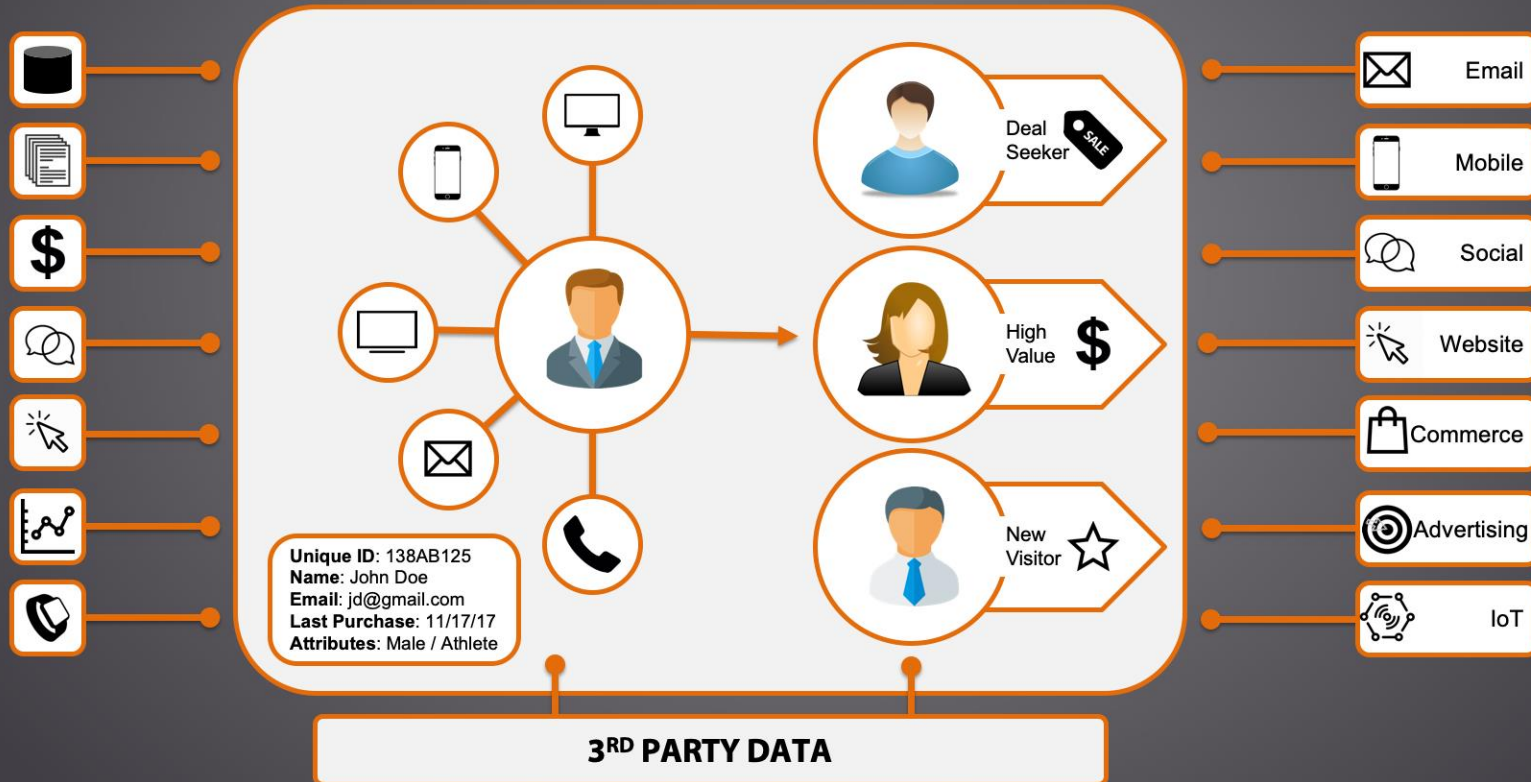 Deal
Seeker
SALE
High
Value
$
New
Visitor
$
Unique ID: 138AB125
Name: John Doe
Email: jd@gmail.com
Last Purchase: 11/17/17
Attributes: Male / Athlete
Email
Mobile
Social
Website
Commerce
Advertising
IoT
3RD PARTY DATA